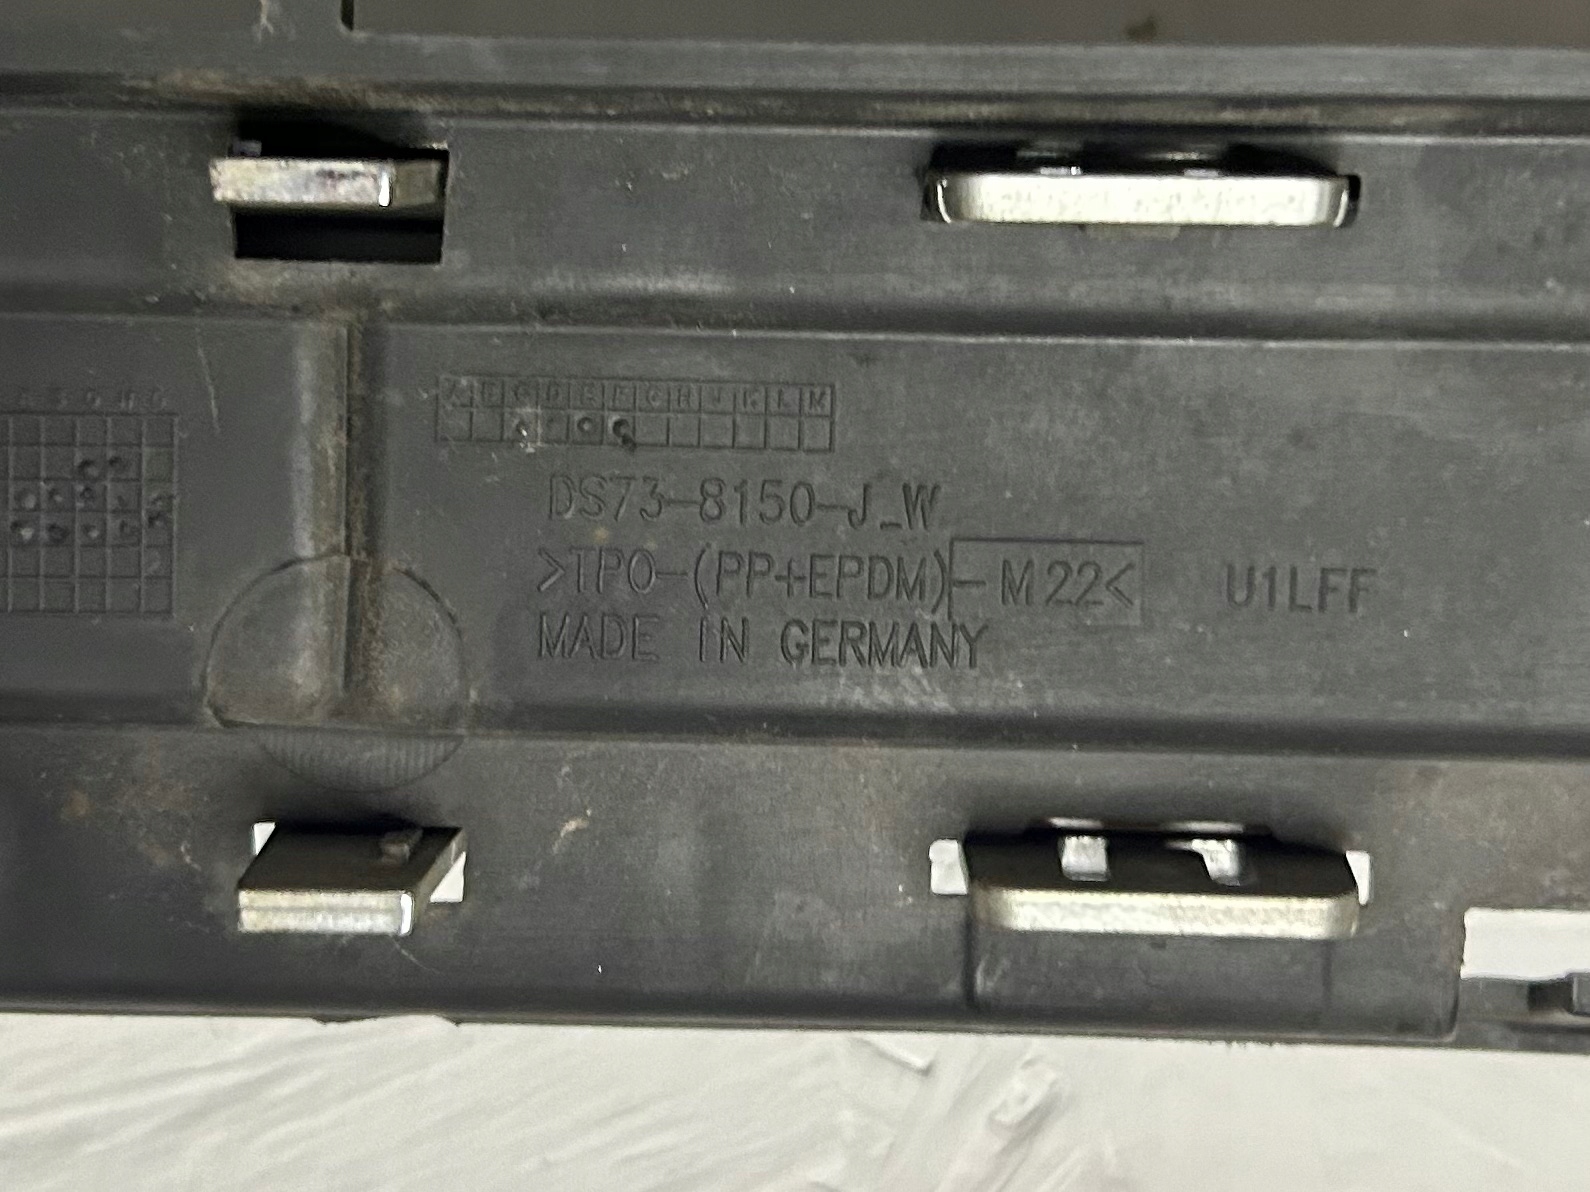 A B C D E F G H J K L M
DS73-8150-J_W
>TPO-(PP+EPDM)-M22< U1LFF
MADE IN GERMANY